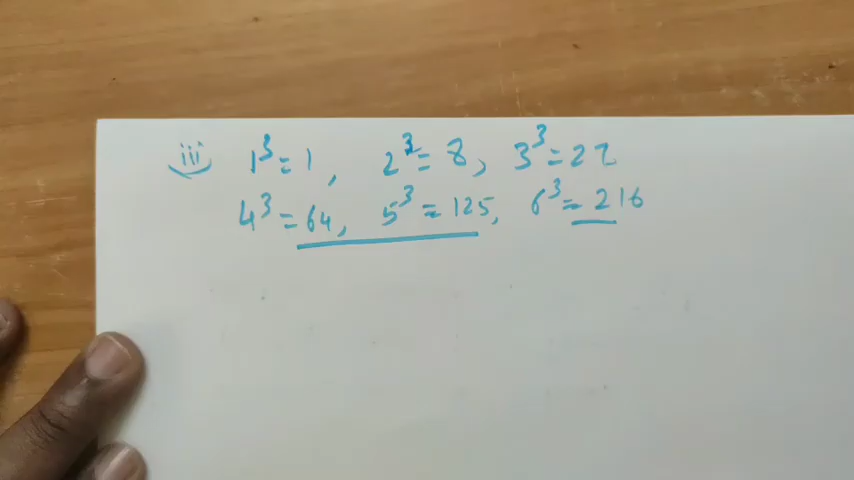 iii) 1³ = 1, 2³ = 8, 3³ = 27
4³ = 64, 5³ = 125, 6³ = 216